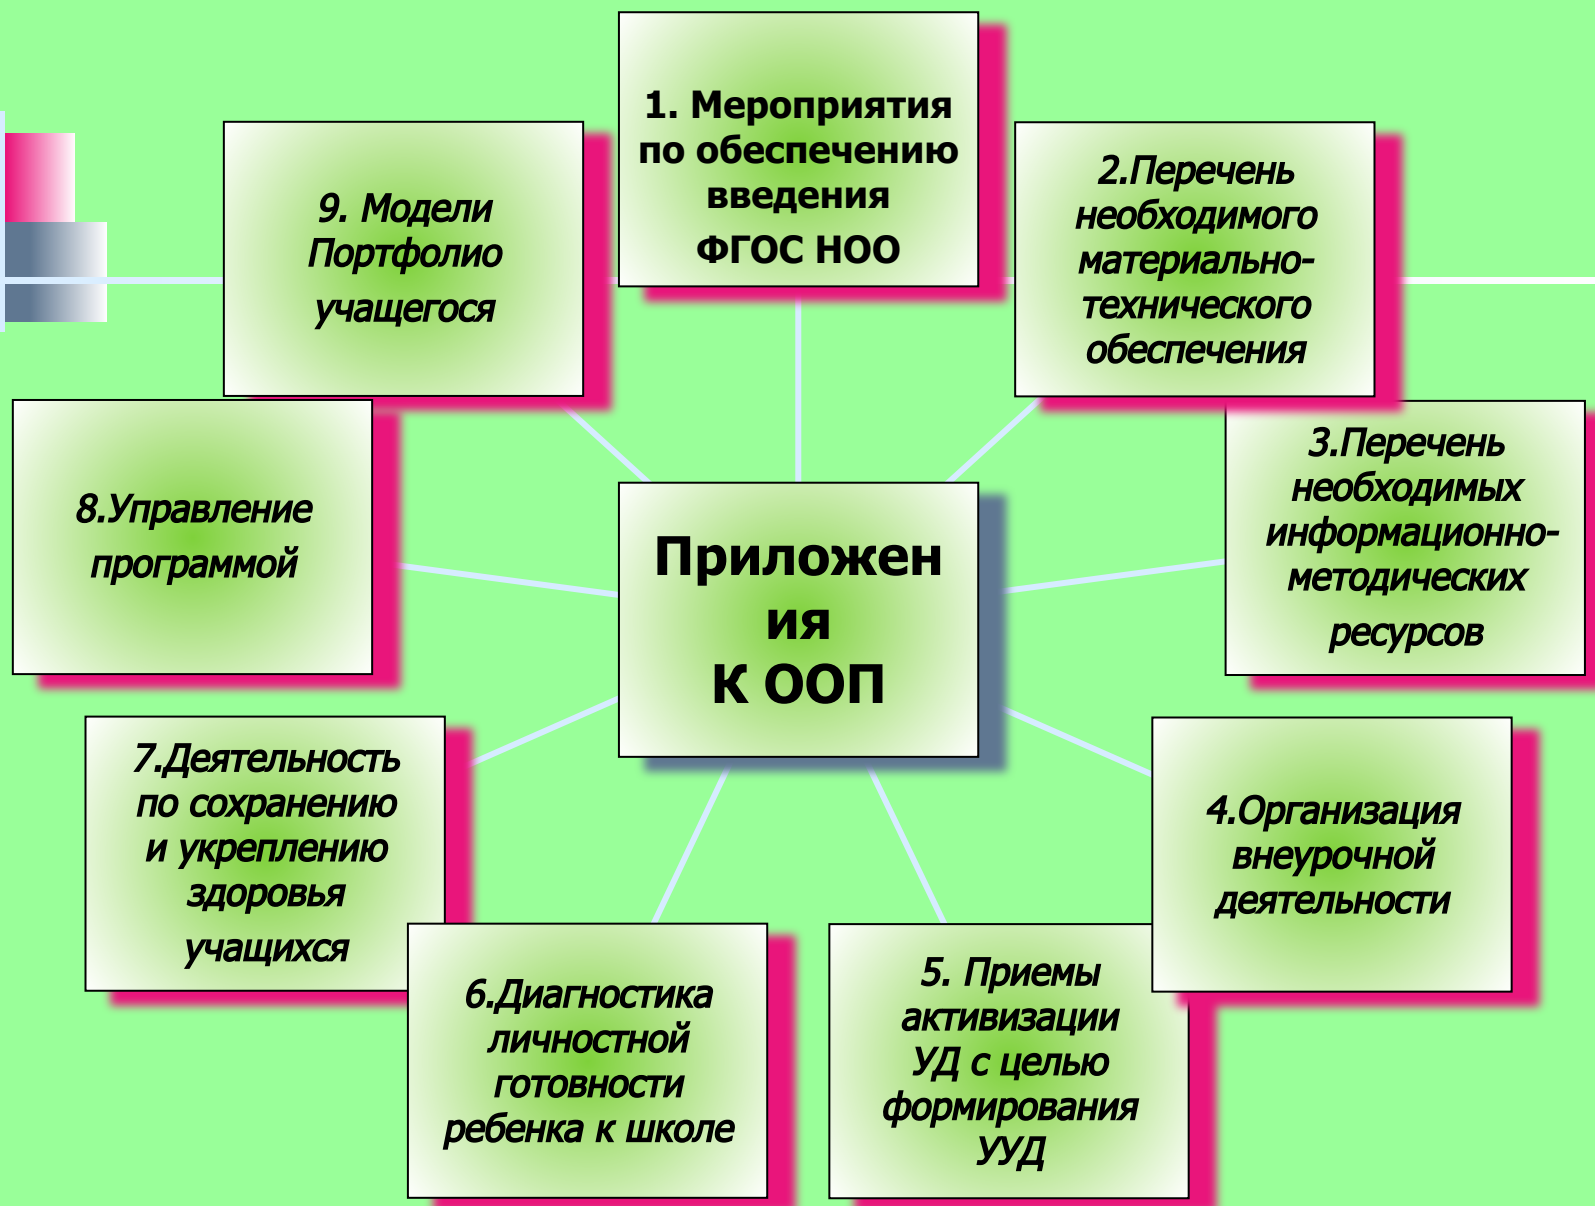 1. Мероприятия
по обеспечению
введения
ФГОС НОО
2.Перечень
необходимого
материально-
технического
обеспечения
3.Перечень
необходимых
информационно-
методических
ресурсов
4.Организация
внеурочной
деятельности
5. Приемы
активизации
УД с целью
формирования
УУД
6.Диагностика
личностной
готовности
ребенка к школе
7.Деятельность
по сохранению
и укреплению
здоровья
учащихся
8.Управление
программой
9. Модели
Портфолио
учащегося
Приложен
ия
К ООП